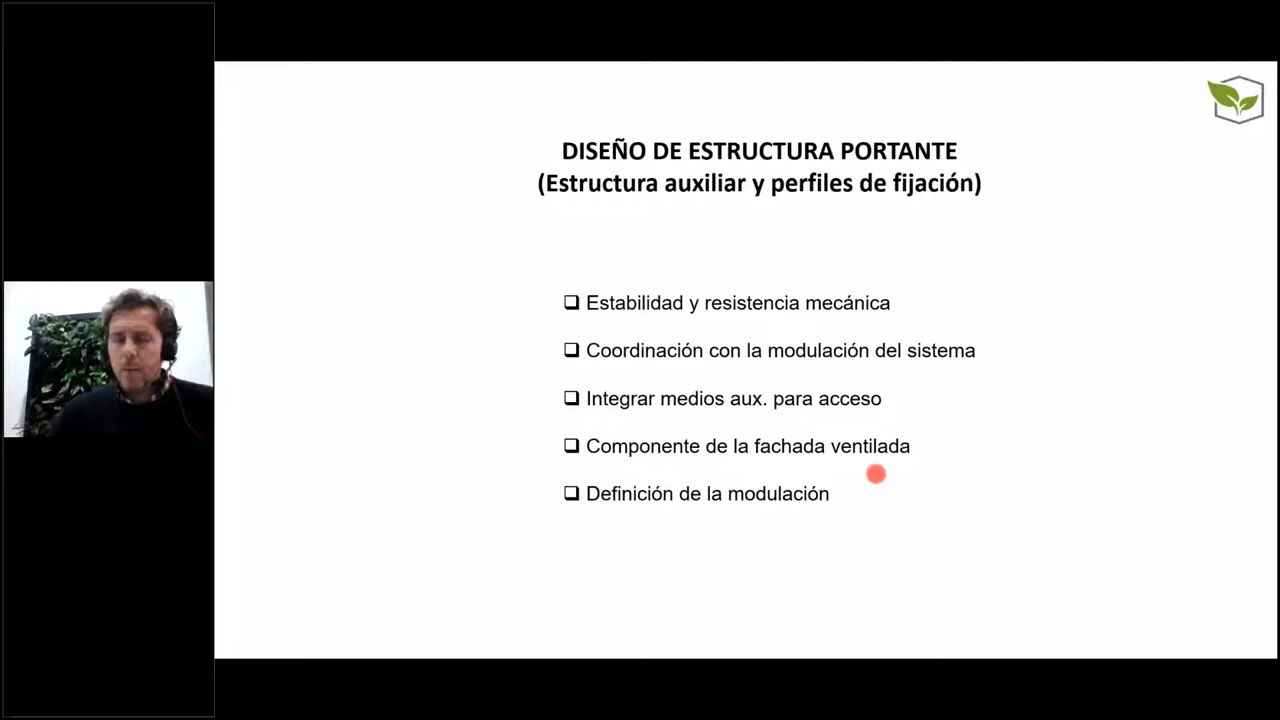 DISEÑO DE ESTRUCTURA PORTANTE
(Estructura auxiliar y perfiles de fijación)
Estabilidad y resistencia mecánica
Coordinación con la modulación del sistema
Integrar medios aux. para acceso
Componente de la fachada ventilada
Definición de la modulación